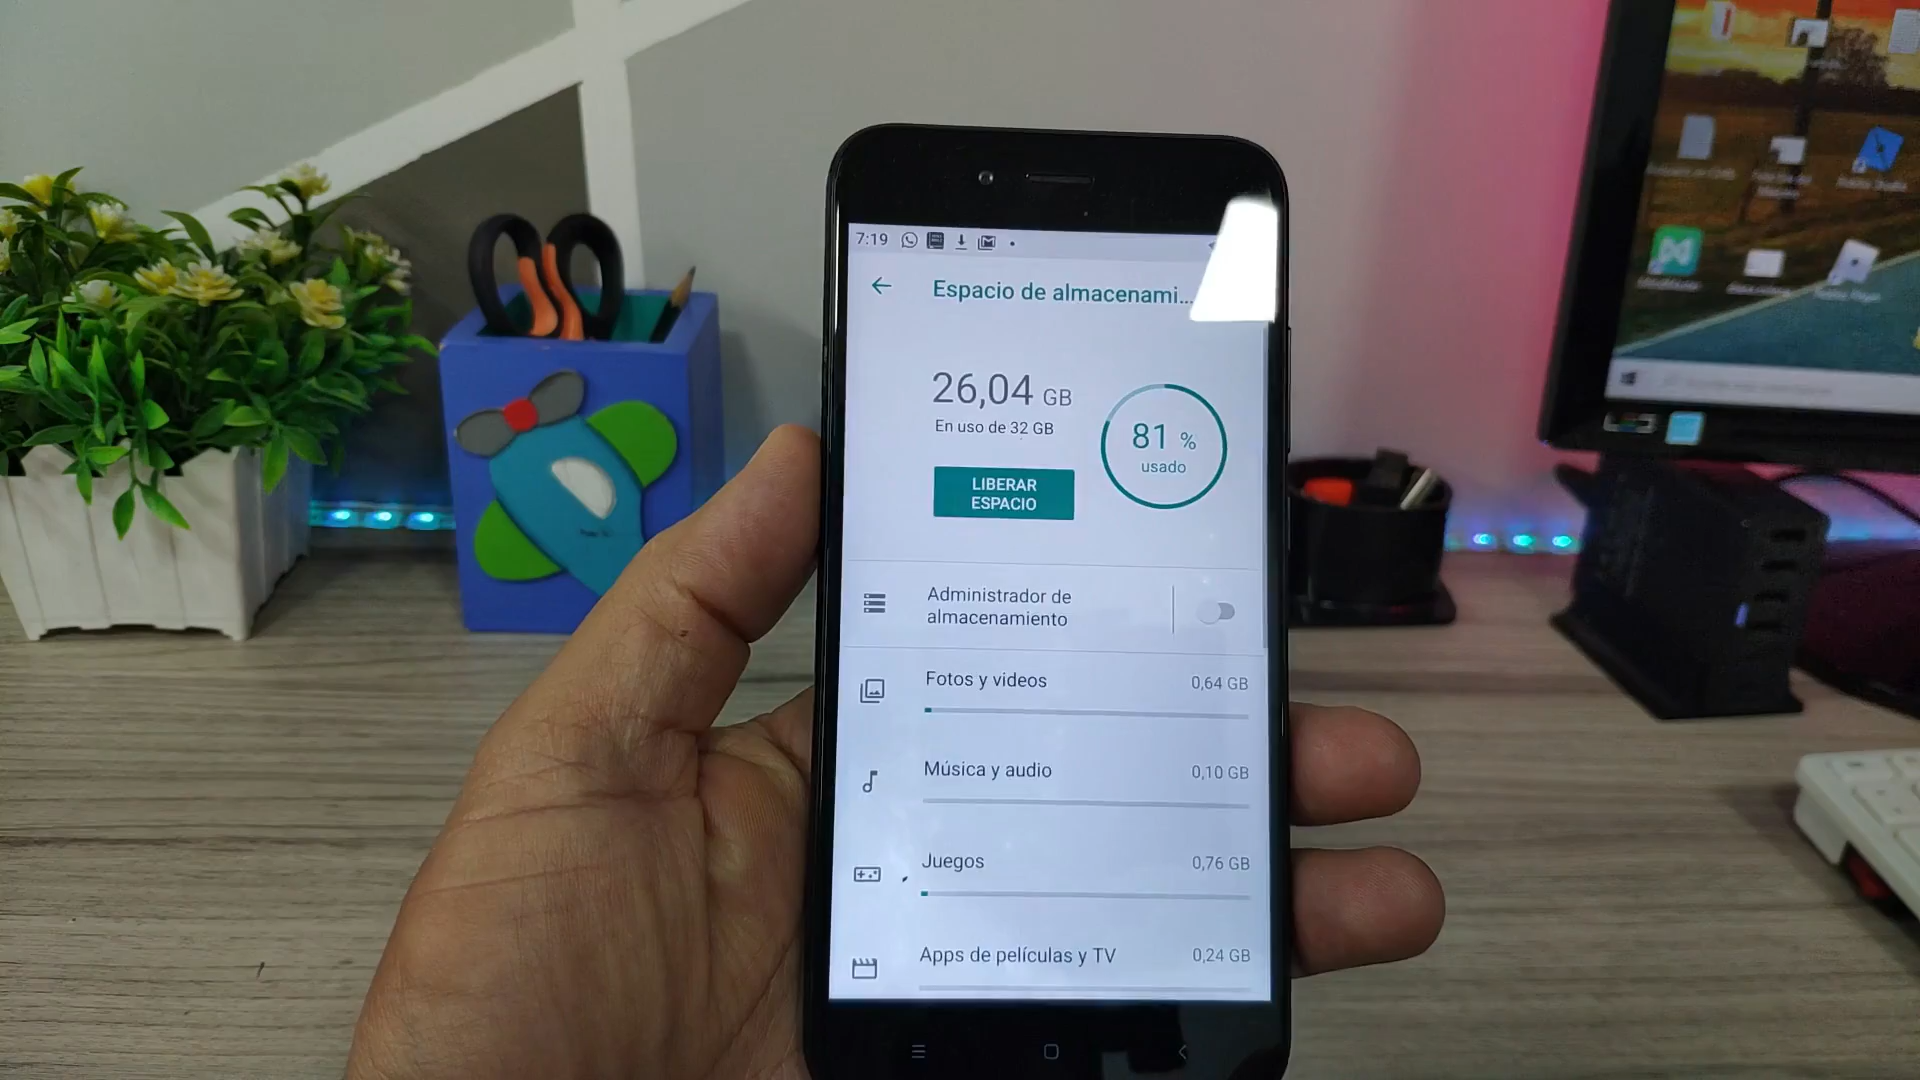 7:19
Espacio de almacenami...
26,04 GB
En uso de 32 GB
81 %
usado
LIBERAR
ESPACIO
Administrador de
almacenamiento
Fotos y videos
0,64 GB
Música y audio
0,10 GB
Juegos
0,76 GB
Apps de películas y TV
0,24 GB